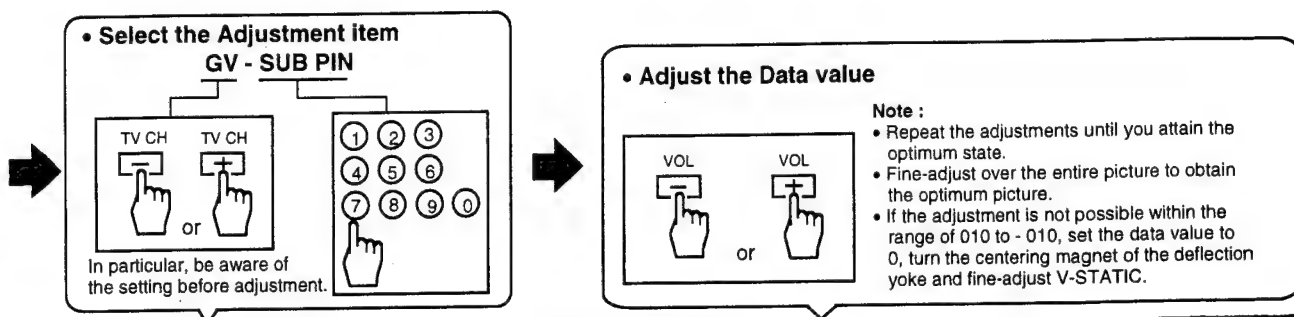 • Select the Adjustment item
GV - SUB PIN
TV CH TV CH
- +
or
1 2 3
4 5 6
7 8 9 0
In particular, be aware of
the setting before adjustment.
• Adjust the Data value
VOL VOL
- +
or
Note :
• Repeat the adjustments until you attain the
optimum state.
• Fine-adjust over the entire picture to obtain
the optimum picture.
• If the adjustment is not possible within the
range of 010 to - 010, set the data value to
0, turn the centering magnet of the deflection
yoke and fine-adjust V-STATIC.